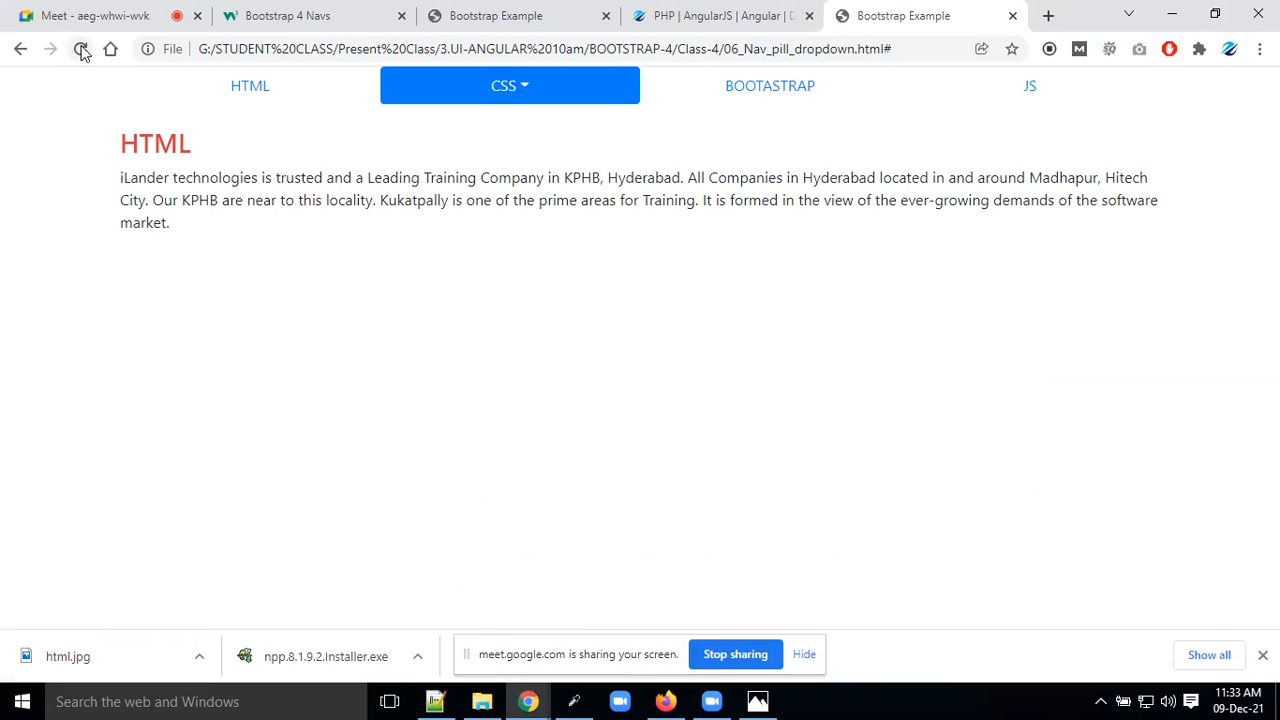 Meet - aeg-whwi-wvk
Bootstrap 4 Navs
Bootstrap Example
PHP | AngularJS | Angular | D
Bootstrap Example
File
G:/STUDENT%20CLASS/Present%20Class/3.UI-ANGULAR%2010am/BOOTSTRAP-4/Class-4/06_Nav_pill_dropdown.html#
M
HTML
CSS
BOOTASTRAP
JS
HTML
iLander technologies is trusted and a Leading Training Company in KPHB, Hyderabad. All Companies in Hyderabad located in and around Madhapur, Hitech
City. Our KPHB are near to this locality. Kukatpally is one of the prime areas for Training. It is formed in the view of the ever-growing demands of the software
market.
html.jpg
npp.8.1.9.2.Installer.exe
meet.google.com is sharing your screen.
Stop sharing
Hide
Show all
Search the web and Windows
11:33 AM
09-Dec-21